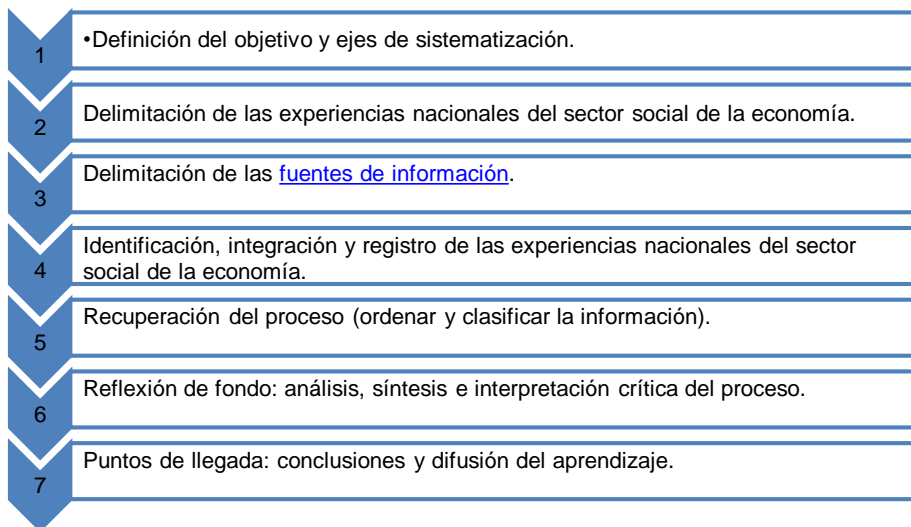 1
•Definición del objetivo y ejes de sistematización.
2
Delimitación de las experiencias nacionales del sector social de la economía.
3
Delimitación de las fuentes de información.
4
Identificación, integración y registro de las experiencias nacionales del sector
social de la economía.
5
Recuperación del proceso (ordenar y clasificar la información).
6
Reflexión de fondo: análisis, síntesis e interpretación crítica del proceso.
7
Puntos de llegada: conclusiones y difusión del aprendizaje.